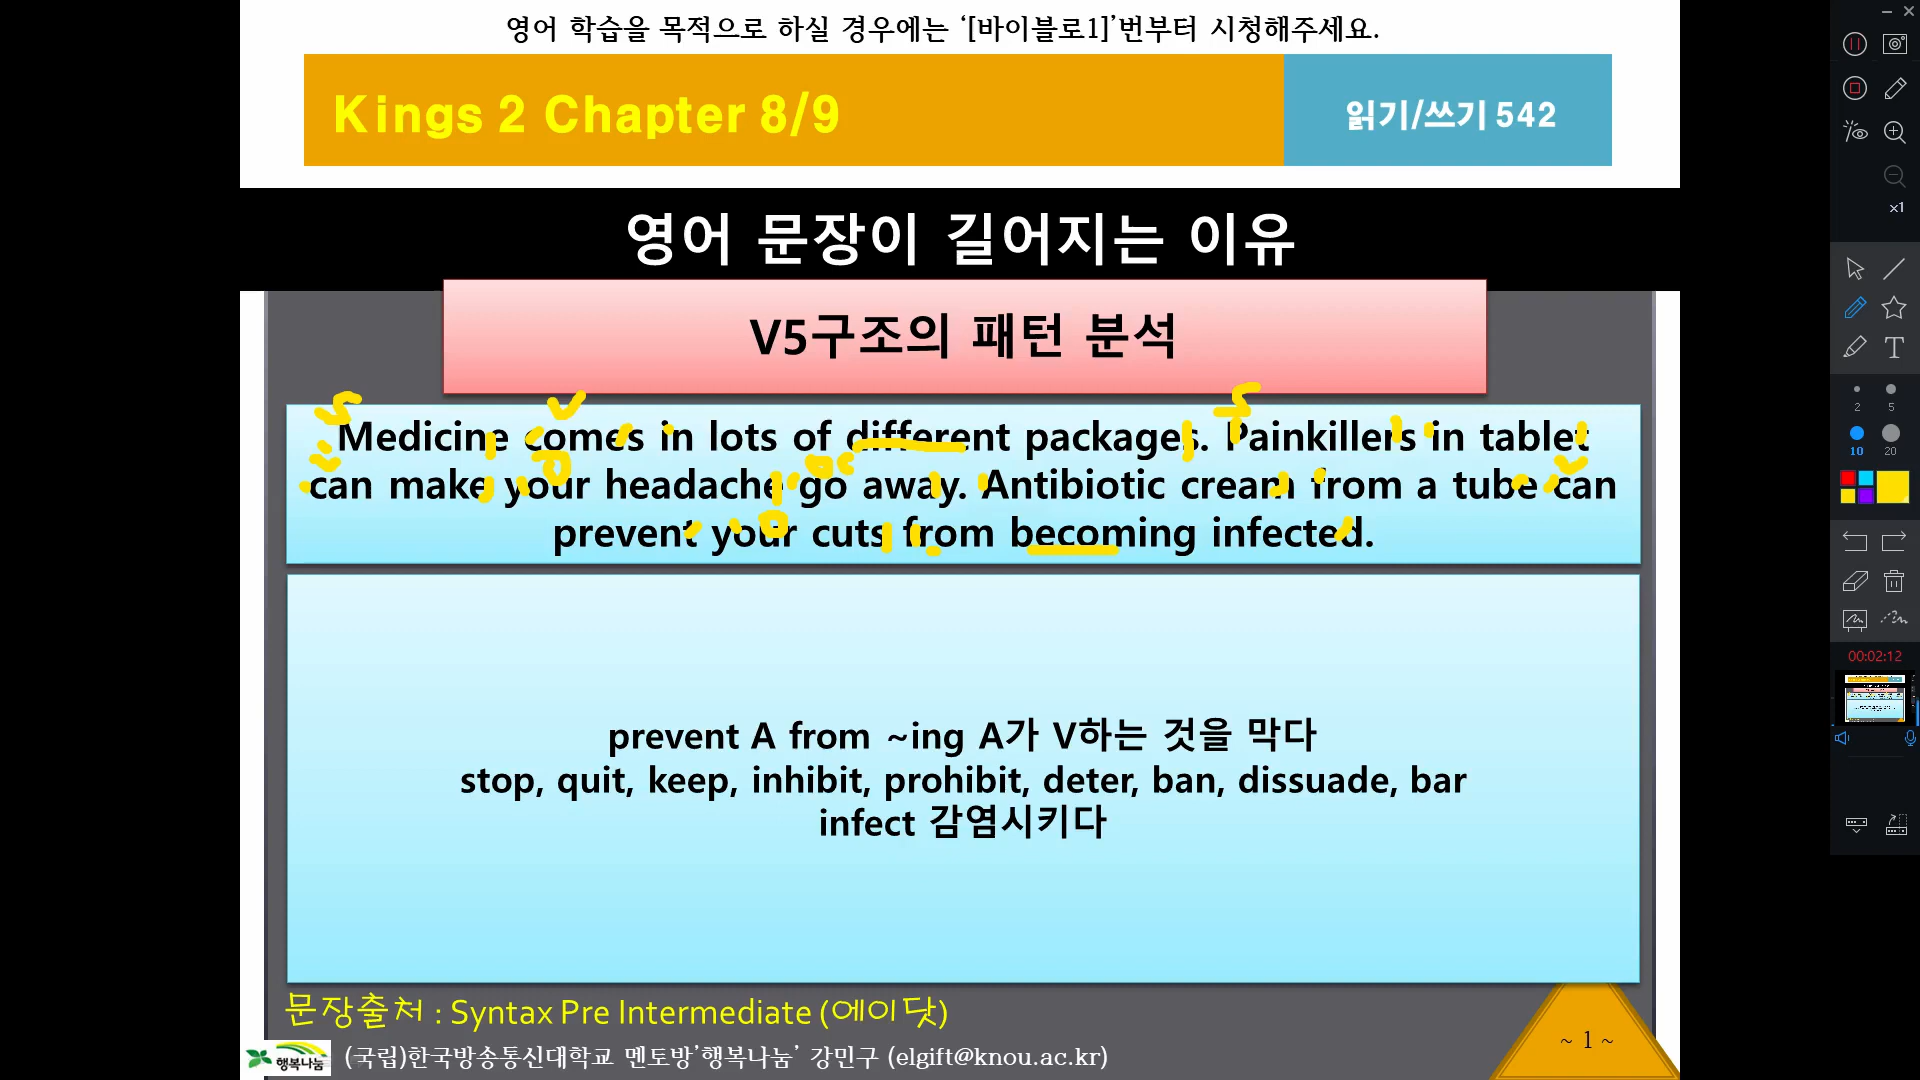 영어 학습을 목적으로 하실 경우에는 ‘[바이블로1]’번부터 시청해주세요.
Kings 2 Chapter 8/9
읽기/쓰기 542
영어 문장이 길어지는 이유
V5구조의 패턴 분석
Medicine comes in lots of different packages. Painkillers in tablet
can make your headache go away. Antibiotic cream from a tube can
prevent your cuts from becoming infected.
prevent A from ~ing A가 V하는 것을 막다
stop, quit, keep, inhibit, prohibit, deter, ban, dissuade, bar
infect 감염시키다
문장출처 : Syntax Pre Intermediate (에이닷)
행복나눔
(국립)한국방송통신대학교 멘토방’행복나눔’ 강민구 (elgift@knou.ac.kr)
~ 1 ~
x1
2 5
10 20
00:02:12